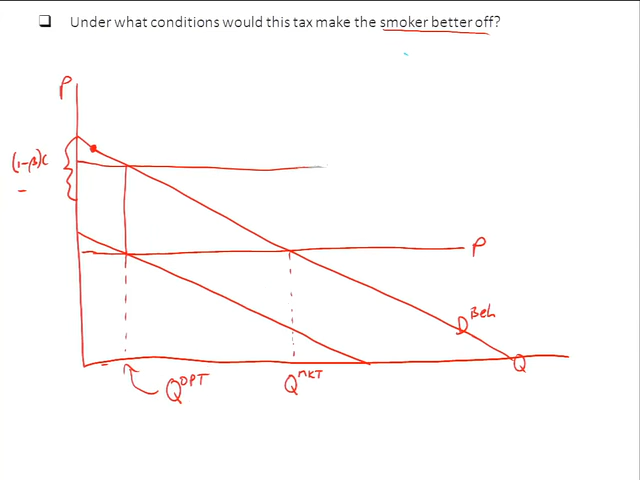 Under what conditions would this tax make the smoker better off?
P
(1-β)c
P
D^Beh
Q
Q^OPT
Q^MKT